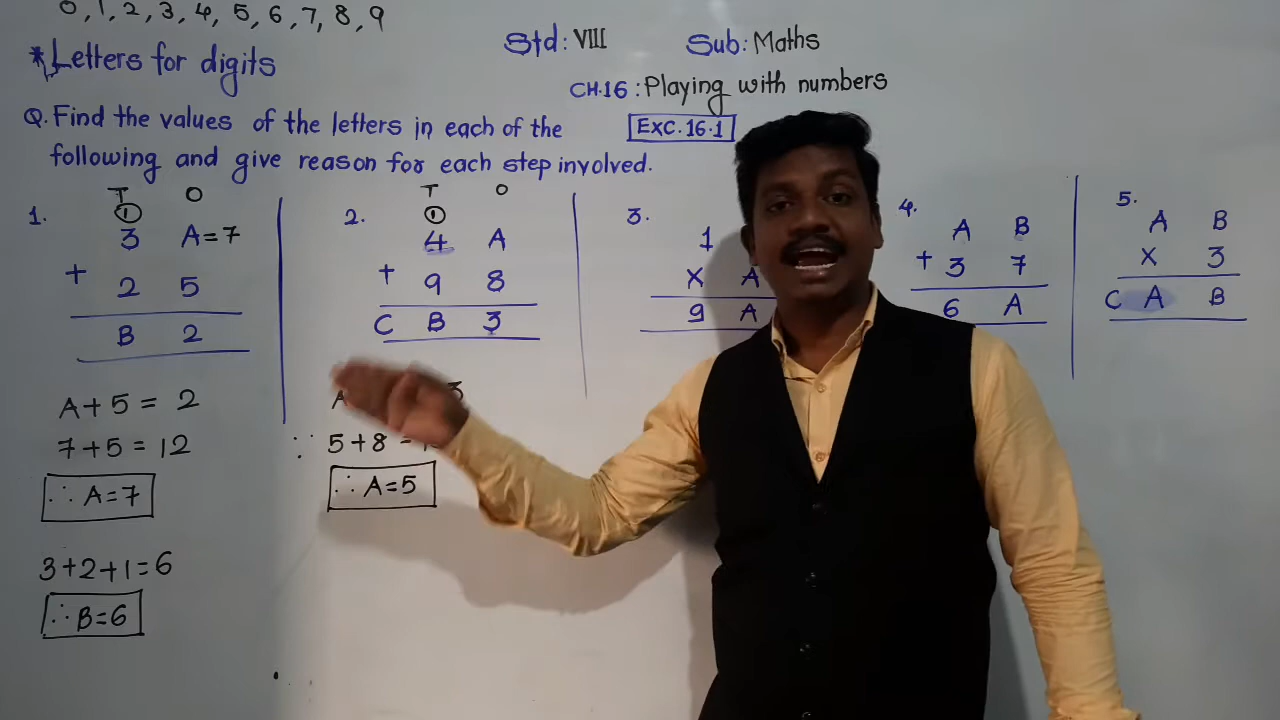 0, 1, 2, 3, 4, 5, 6, 7, 8, 9
Std: VIII Sub: Maths
* Letters for digits
CH.16 : Playing with numbers
Q. Find the values of the letters in each of the
EXC. 16.1
following and give reason for each step involved.
1.
T O
①
3 A=7
+ 2 5
B 2
A+5 = 2
7+5 = 12
∴ A=7
3+2+1=6
∴ B=6
2.
T O
①
4 A
+ 9 8
C B 3
A 3
∵ 5+8 =
∴ A=5
3.
1
X A
9 A
4.
A B
+ 3 7
6 A
5.
A B
X 3
C A B